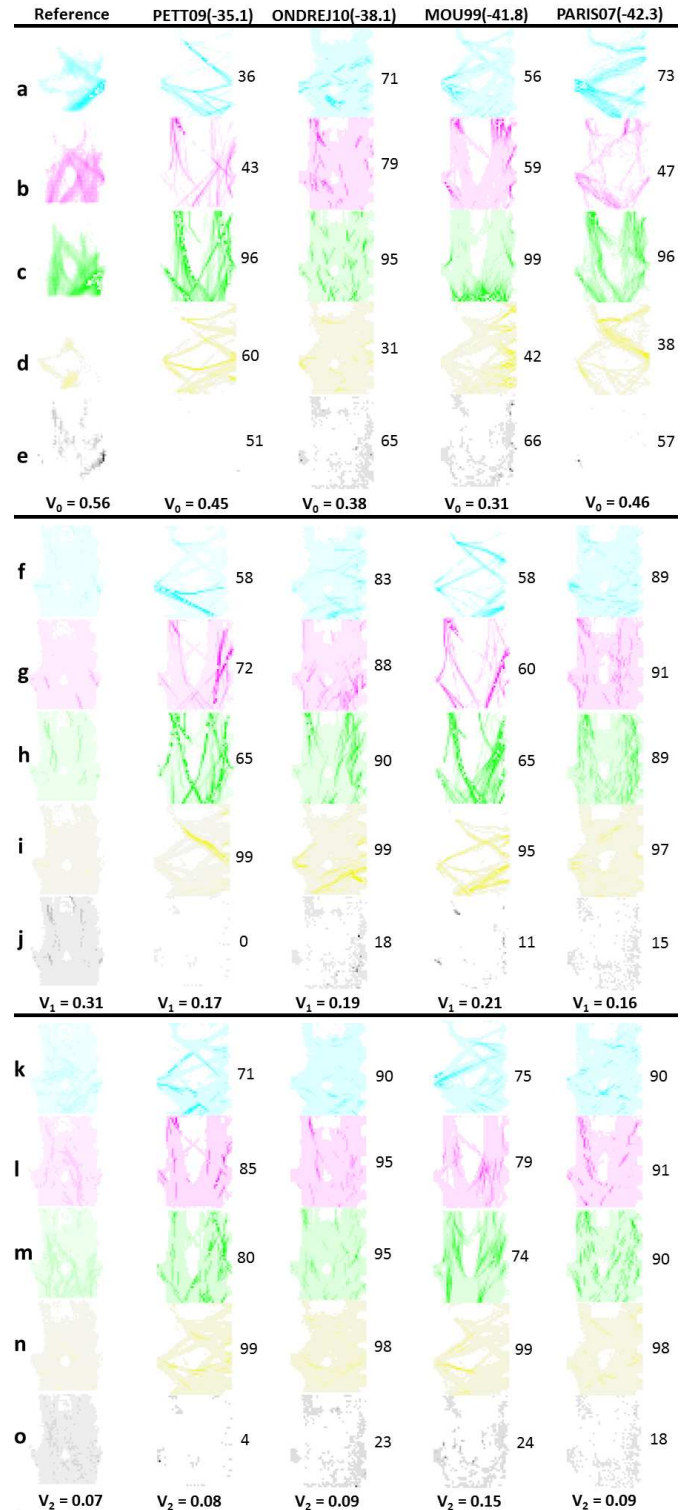 Reference PETT09(-35.1) ONDREJ10(-38.1) MOU99(-41.8) PARIS07(-42.3)
a 36 71 56 73
b 43 79 59 47
c 96 95 99 96
d 60 31 42 38
e 51 65 66 57
V₀ = 0.56 V₀ = 0.45 V₀ = 0.38 V₀ = 0.31 V₀ = 0.46
f 58 83 58 89
g 72 88 60 91
h 65 90 65 89
i 99 99 95 97
j 0 18 11 15
V₁ = 0.31 V₁ = 0.17 V₁ = 0.19 V₁ = 0.21 V₁ = 0.16
k 71 90 75 90
l 85 95 79 91
m 80 95 74 90
n 99 98 99 98
o 4 23 24 18
V₂ = 0.07 V₂ = 0.08 V₂ = 0.09 V₂ = 0.15 V₂ = 0.09